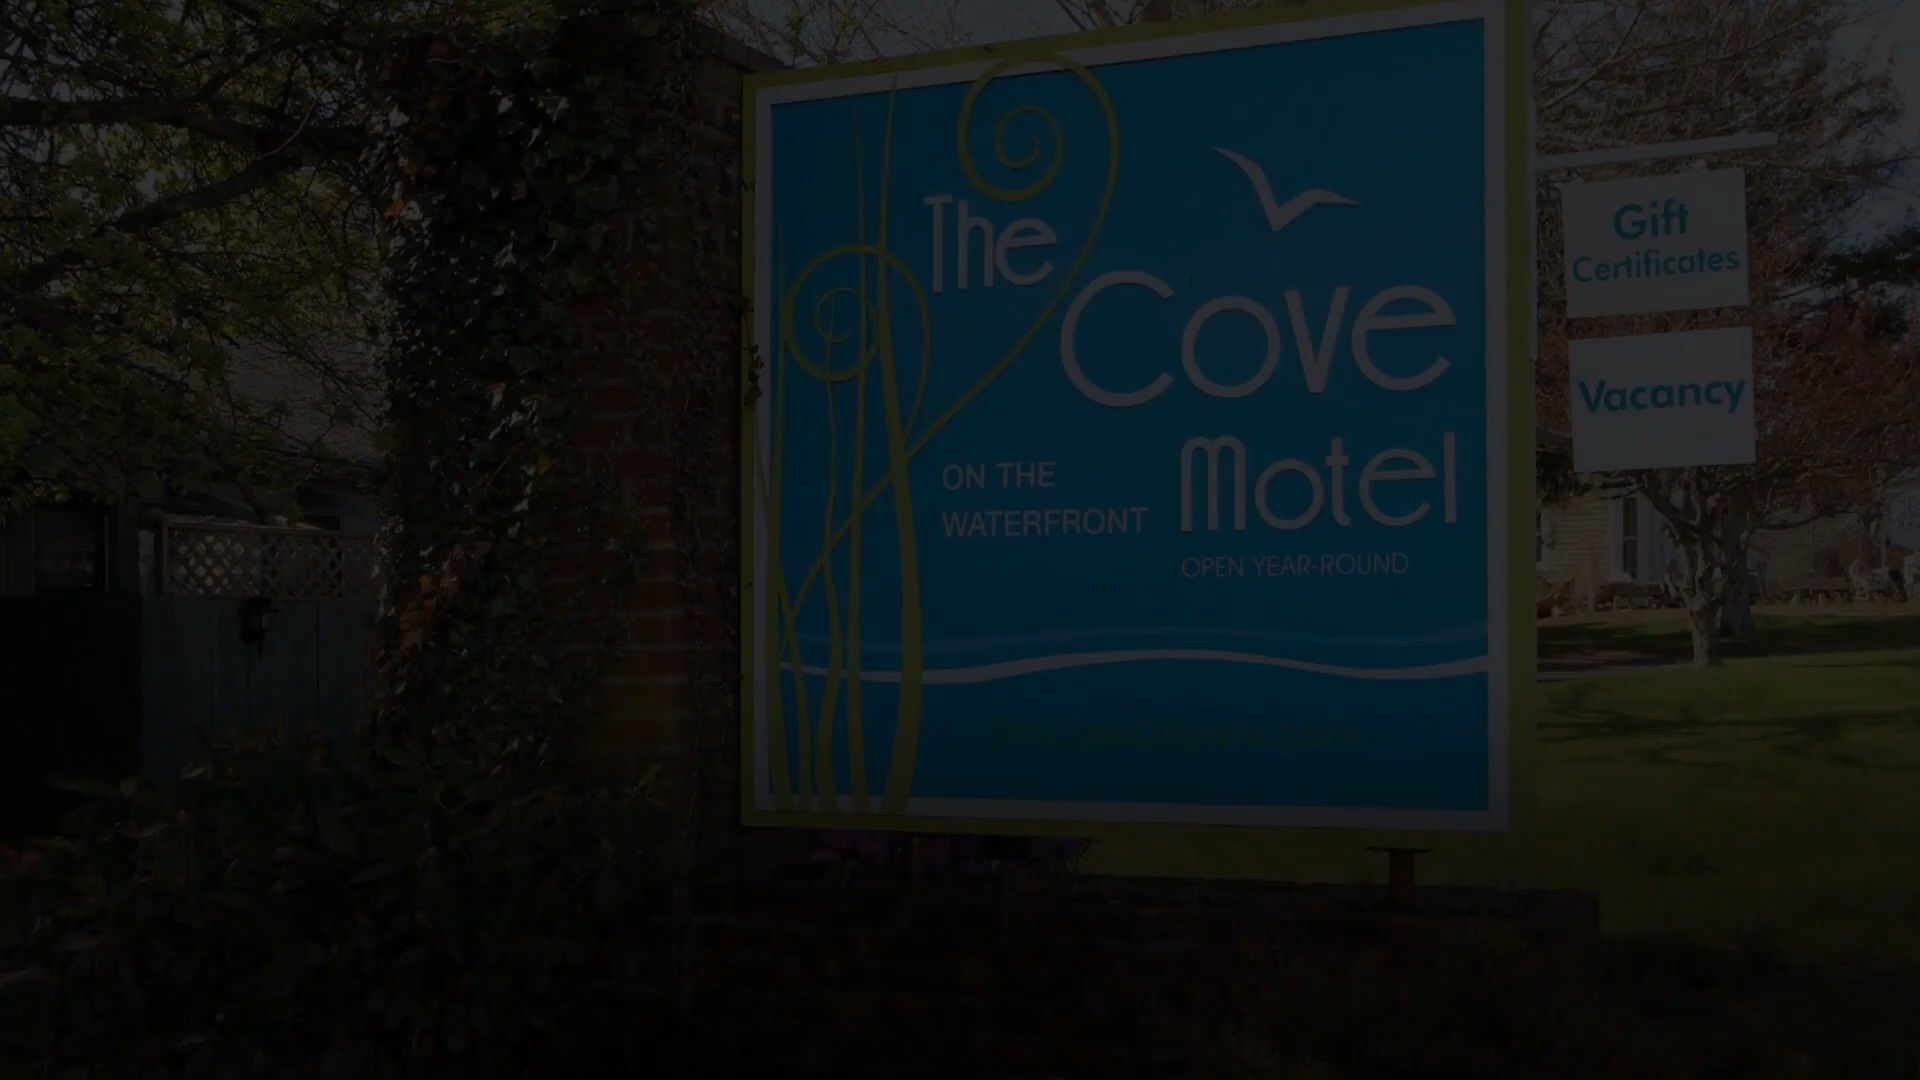 The
Cove
Motel
ON THE
WATERFRONT
OPEN YEAR-ROUND
Gift
Certificates
Vacancy